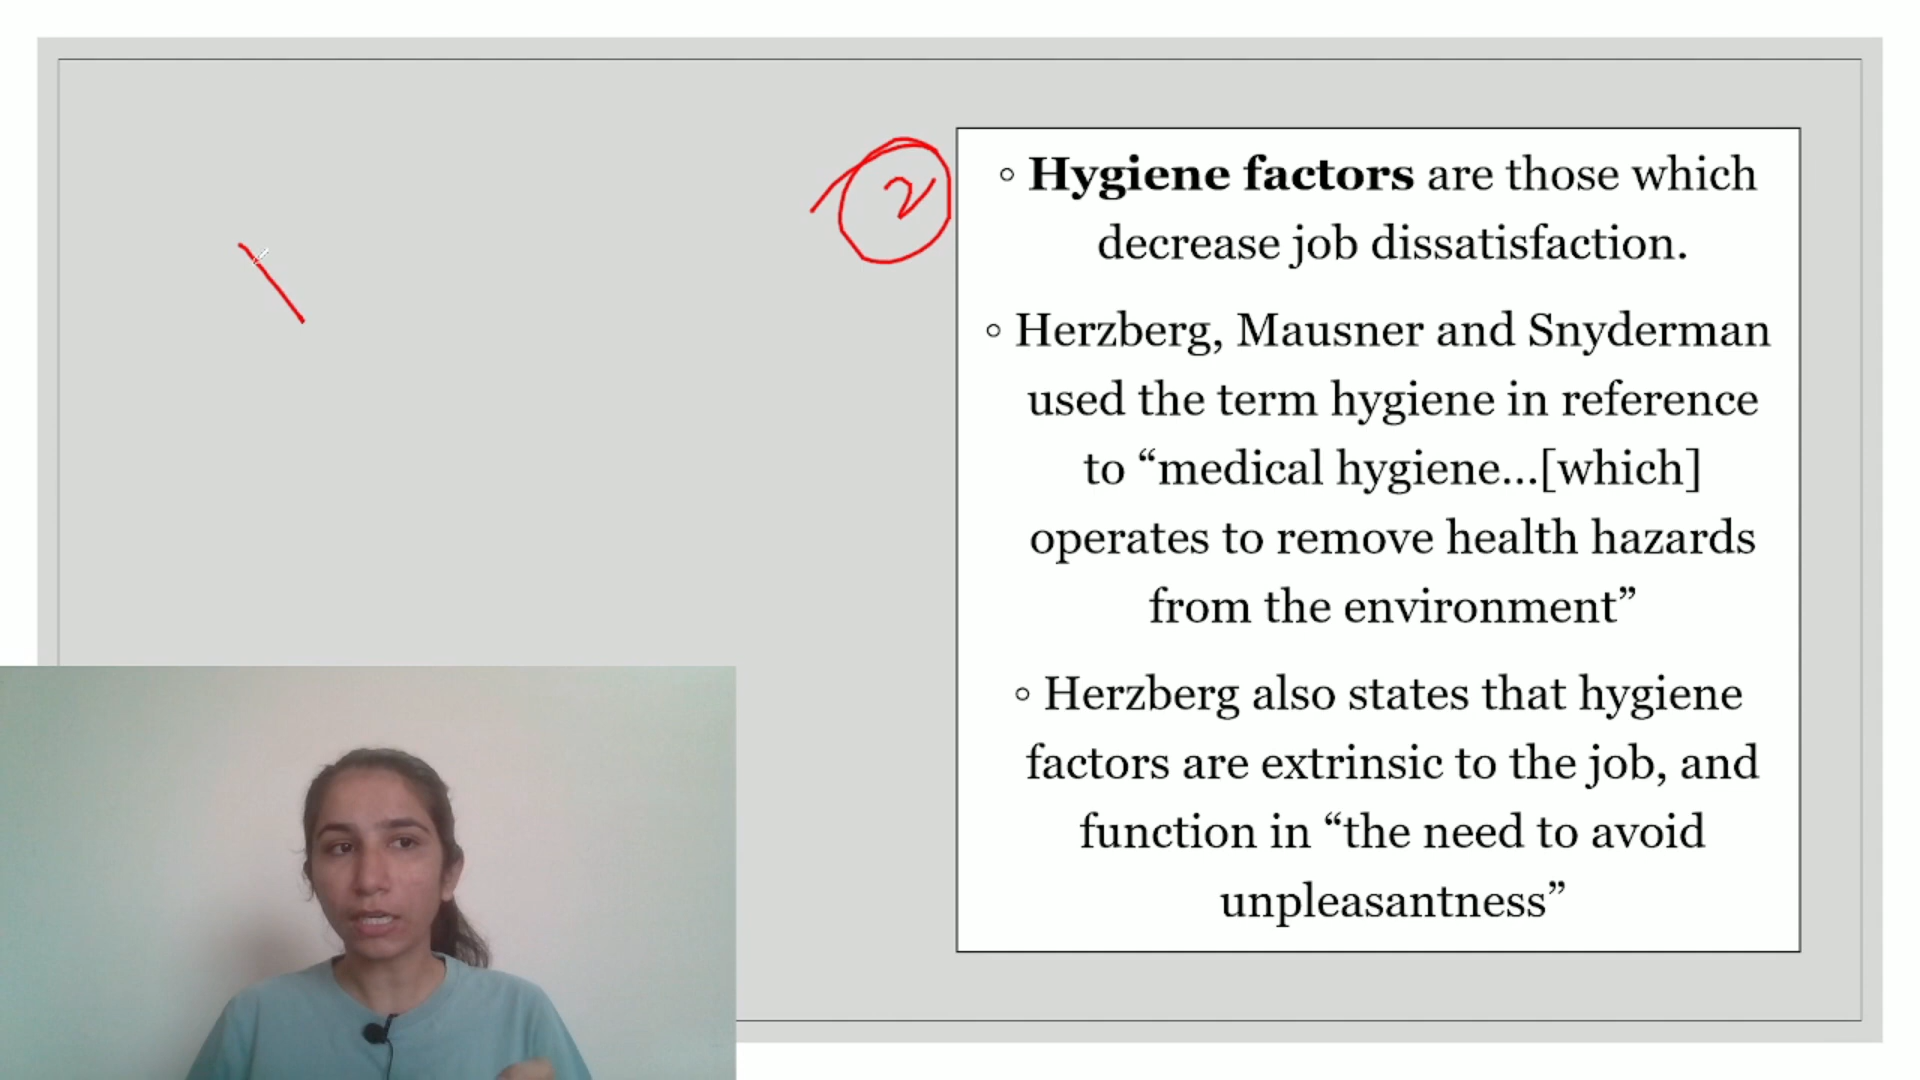 2
◦ Hygiene factors are those which
decrease job dissatisfaction.
◦ Herzberg, Mausner and Snyderman
used the term hygiene in reference
to “medical hygiene...[which]
operates to remove health hazards
from the environment”
◦ Herzberg also states that hygiene
factors are extrinsic to the job, and
function in “the need to avoid
unpleasantness”